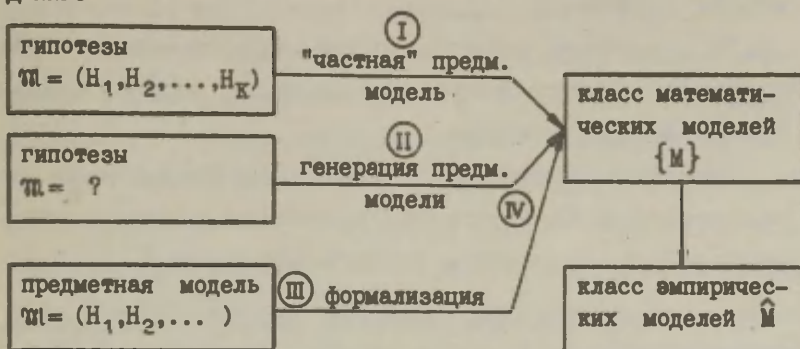 гипотезы
𝔐 = (H₁,H₂,...,H_K)
Ⅰ
"частная" предм.
модель
гипотезы
𝔐 = ?
Ⅱ
генерация предм.
модели
Ⅳ
предметная модель
𝔐 = (H₁,H₂,... )
Ⅲ формализация
класс математи-
ческих моделей
{M}
класс эмпиричес-
ких моделей M̂